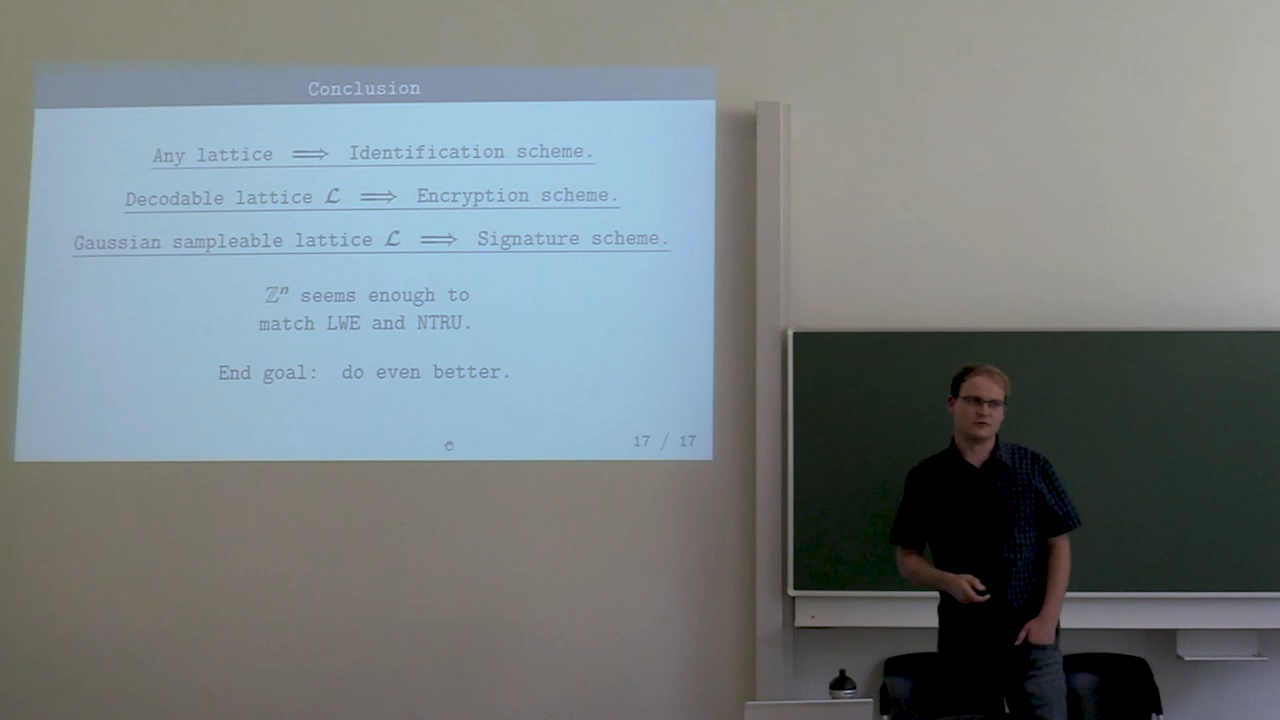 Conclusion
Any lattice ⟹ Identification scheme.
Decodable lattice ℒ ⟹ Encryption scheme.
Gaussian sampleable lattice ℒ ⟹ Signature scheme.
ℤⁿ seems enough to
match LWE and NTRU.
End goal: do even better.
17 / 17